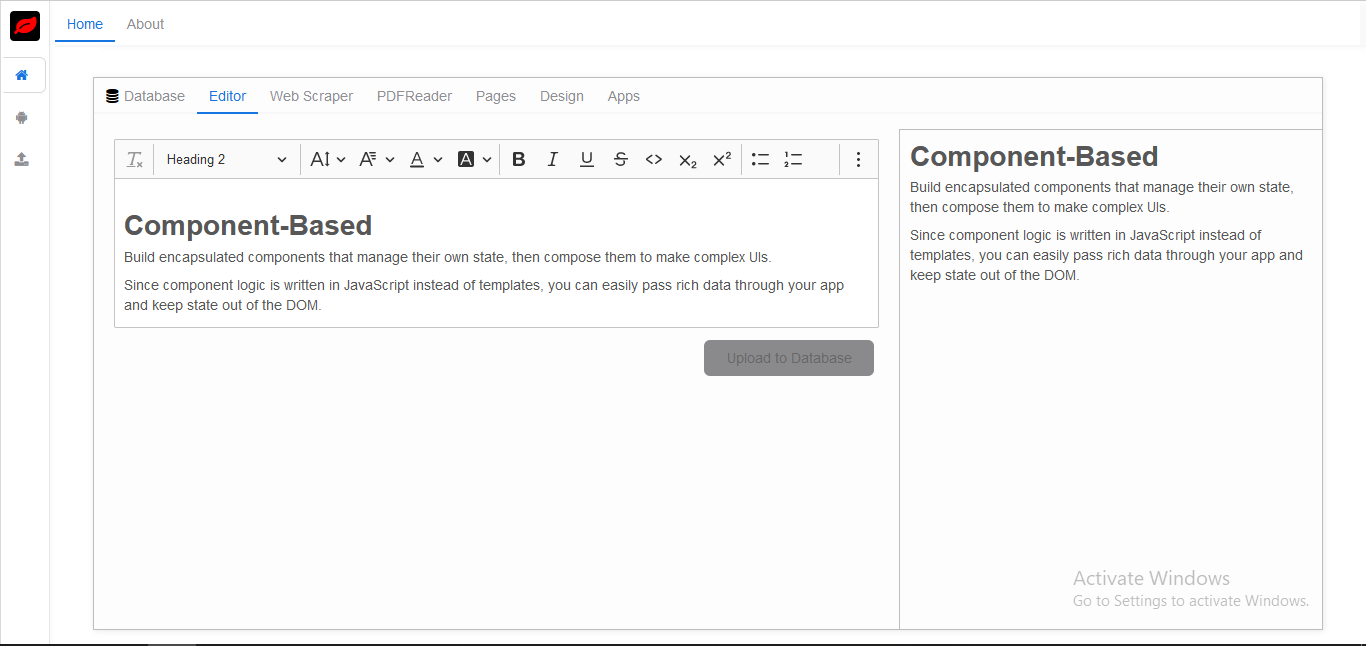 Home About
Database Editor Web Scraper PDFReader Pages Design Apps
Heading 2
Component-Based
Build encapsulated components that manage their own state, then compose them to make complex UIs.
Since component logic is written in JavaScript instead of templates, you can easily pass rich data through your app
and keep state out of the DOM.
Upload to Database
Component-Based
Build encapsulated components that manage their own state,
then compose them to make complex UIs.
Since component logic is written in JavaScript instead of
templates, you can easily pass rich data through your app and
keep state out of the DOM.
Activate Windows
Go to Settings to activate Windows.